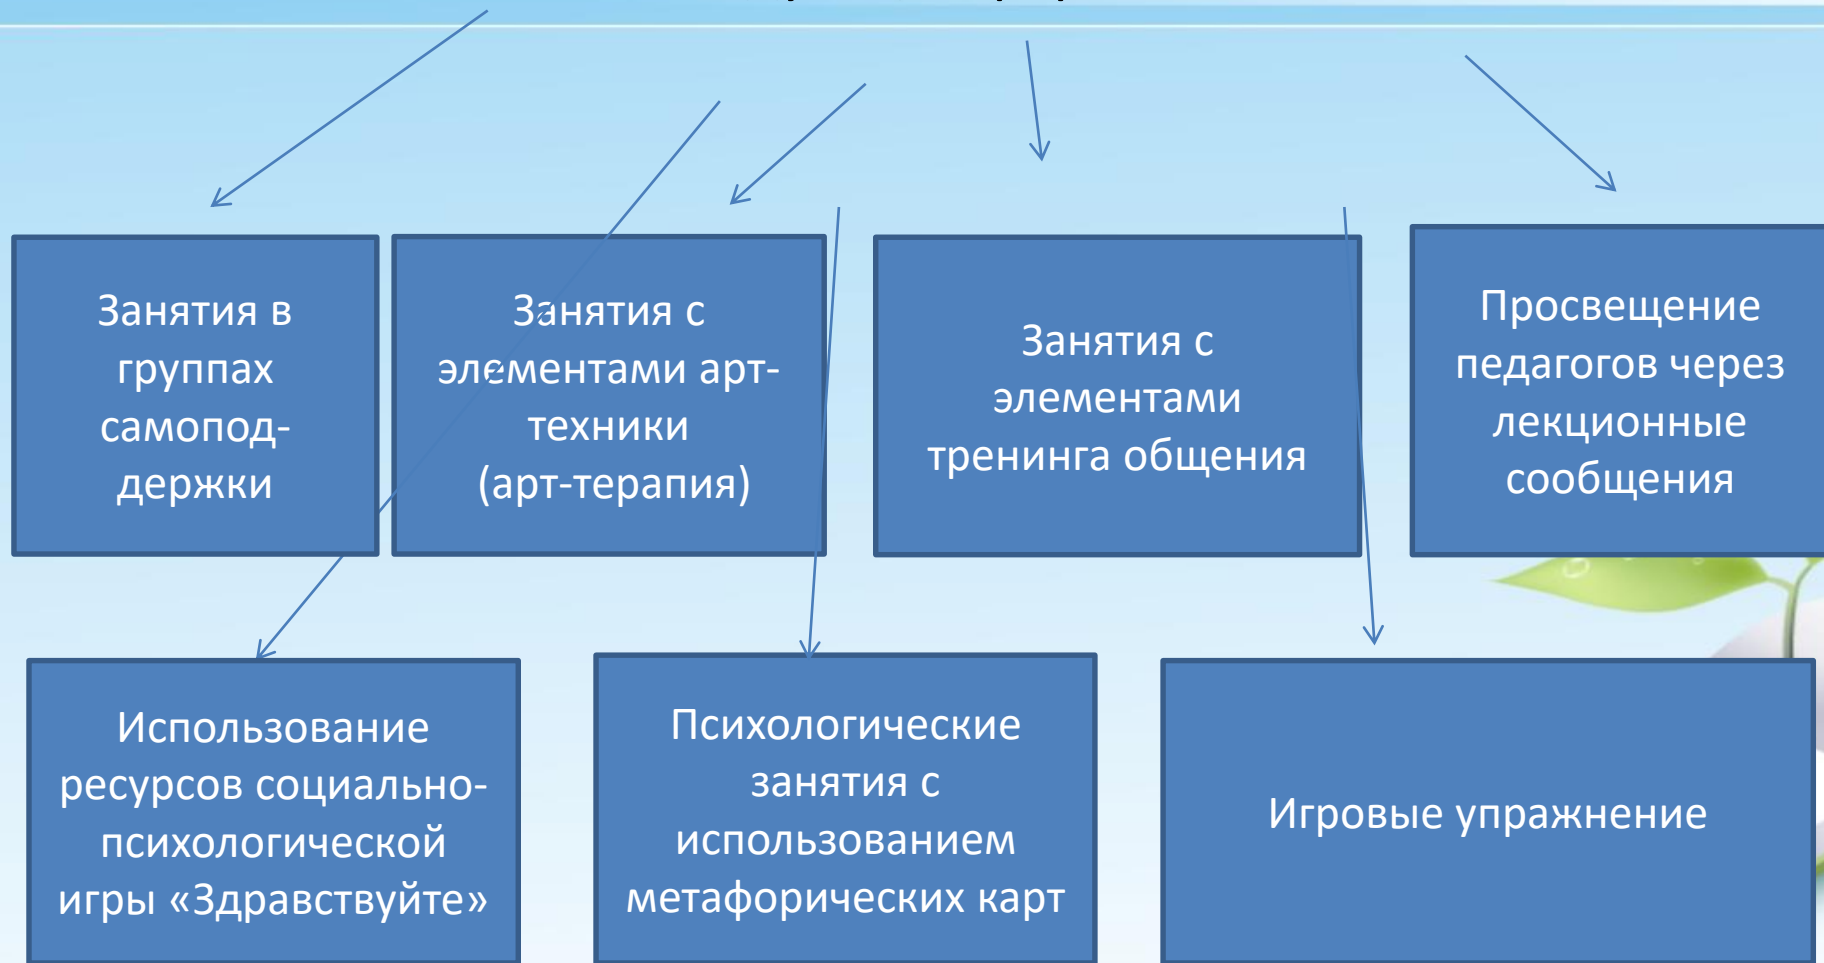 Занятия в
группах
самопод-
держки
Занятия с
элементами арт-
техники
(арт-терапия)
Занятия с
элементами
тренинга общения
Просвещение
педагогов через
лекционные
сообщения
Использование
ресурсов социально-
психологической
игры «Здравствуйте»
Психологические
занятия с
использованием
метафорических карт
Игровые упражнение